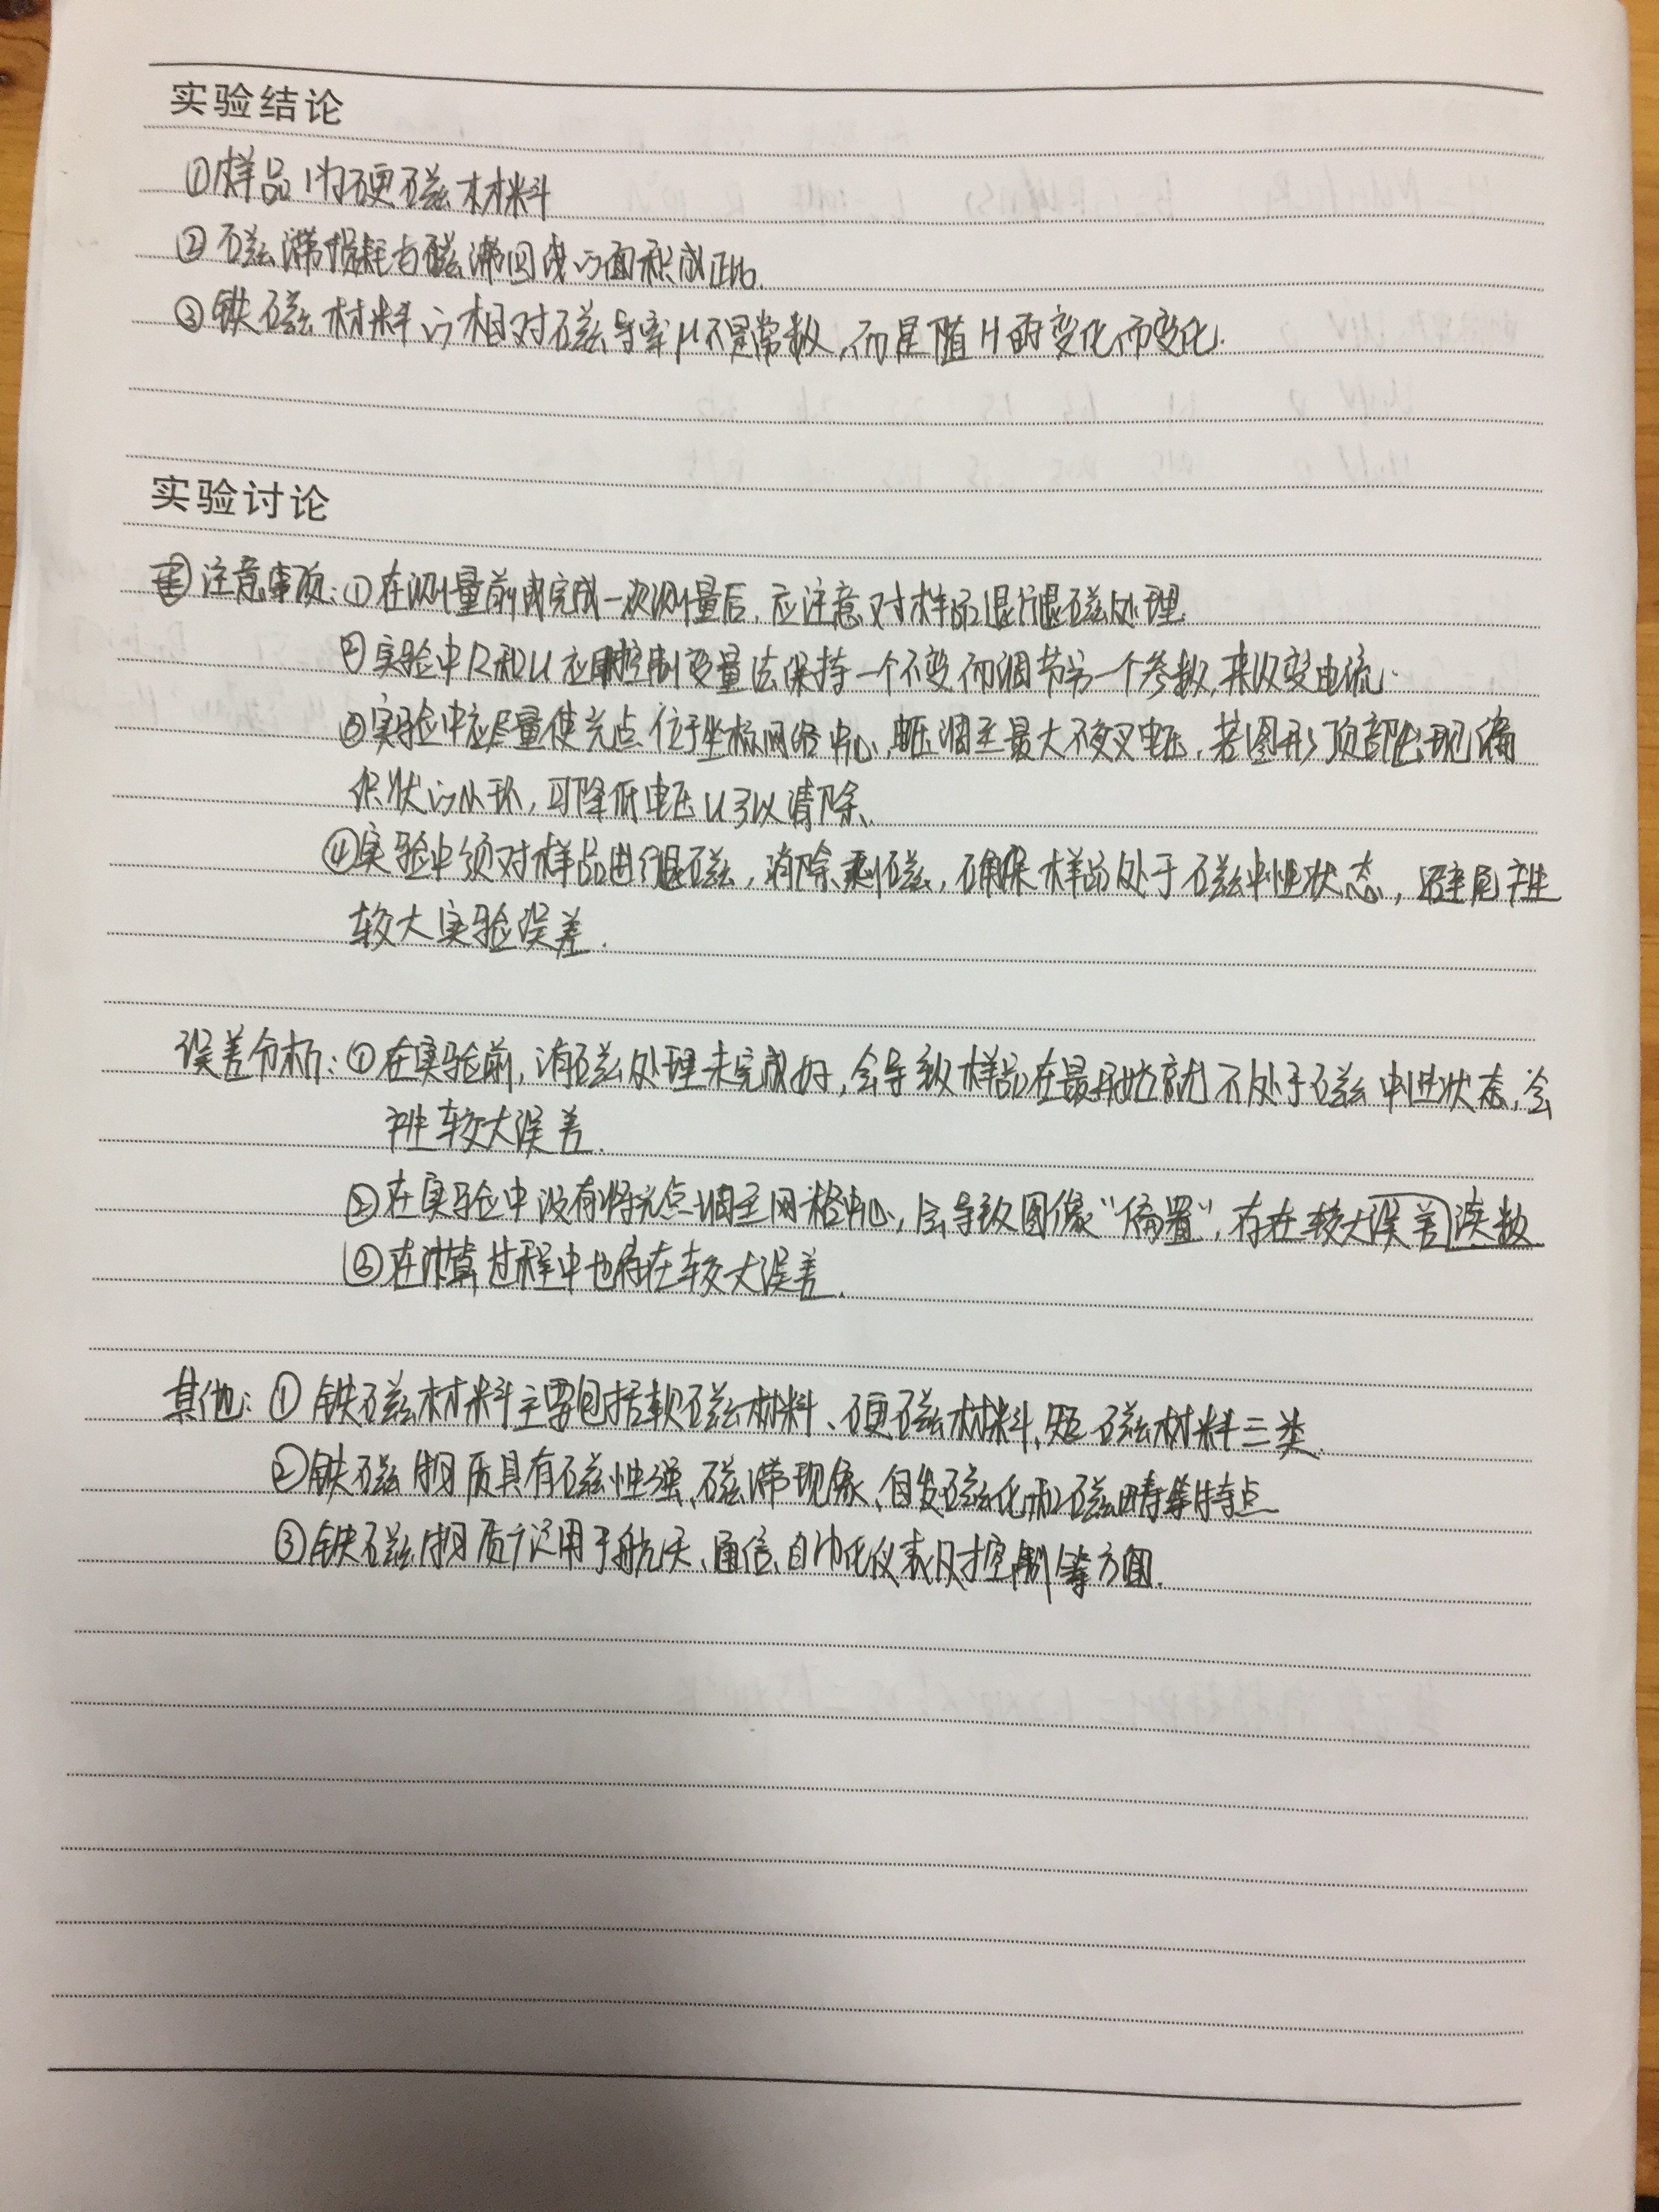 实验结论
①样品1为硬磁材料
②磁滞损耗与磁滞回线的面积成正比.
③铁磁材料的相对磁导率μ不是常数,而是随H的变化而变化.
实验讨论
注意事项:①在测量前或完成一次测量后,应注意对样品进行退磁处理.
②实验中R和U应用控制变量法保持一个不变而调节另一个参数,来改变电流.
③实验中应尽量使光点位于坐标网络中心,电压调至最大不交叉电压,若图形顶部出现编
织状的小环,可降低电压U予以消除.
④实验中须对样品进行退磁,消除剩磁,确保样品处于磁中性状态,避免产生
较大实验误差.
误差分析:①在实验前,消磁处理未完成好,会导致样品在最开始就不处于磁中性状态,会
产生较大误差.
②在实验中没有将光点调至网格中心,会导致图像“偏置”,存在较大误差读数
③在计算过程中也存在较大误差.
其他:①铁磁材料主要包括软磁材料、硬磁材料、矩磁材料三类.
②铁磁物质具有磁性强、磁滞现象、自发磁化和磁畴等特点
③铁磁物质广泛用于航天、通信、自动化仪表及控制等方面.